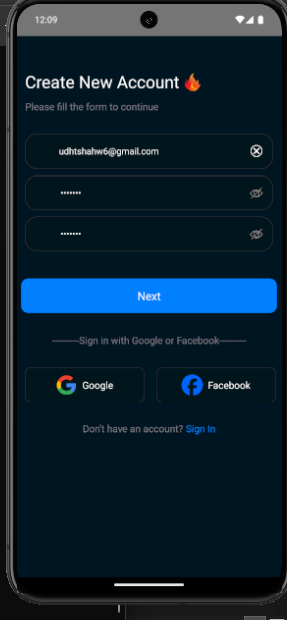 12:09
Create New Account 🔥
Please fill the form to continue
udhtshahw6@gmail.com
•••••••
•••••••
Next
Sign in with Google or Facebook
Google Facebook
Don't have an account? Sign In